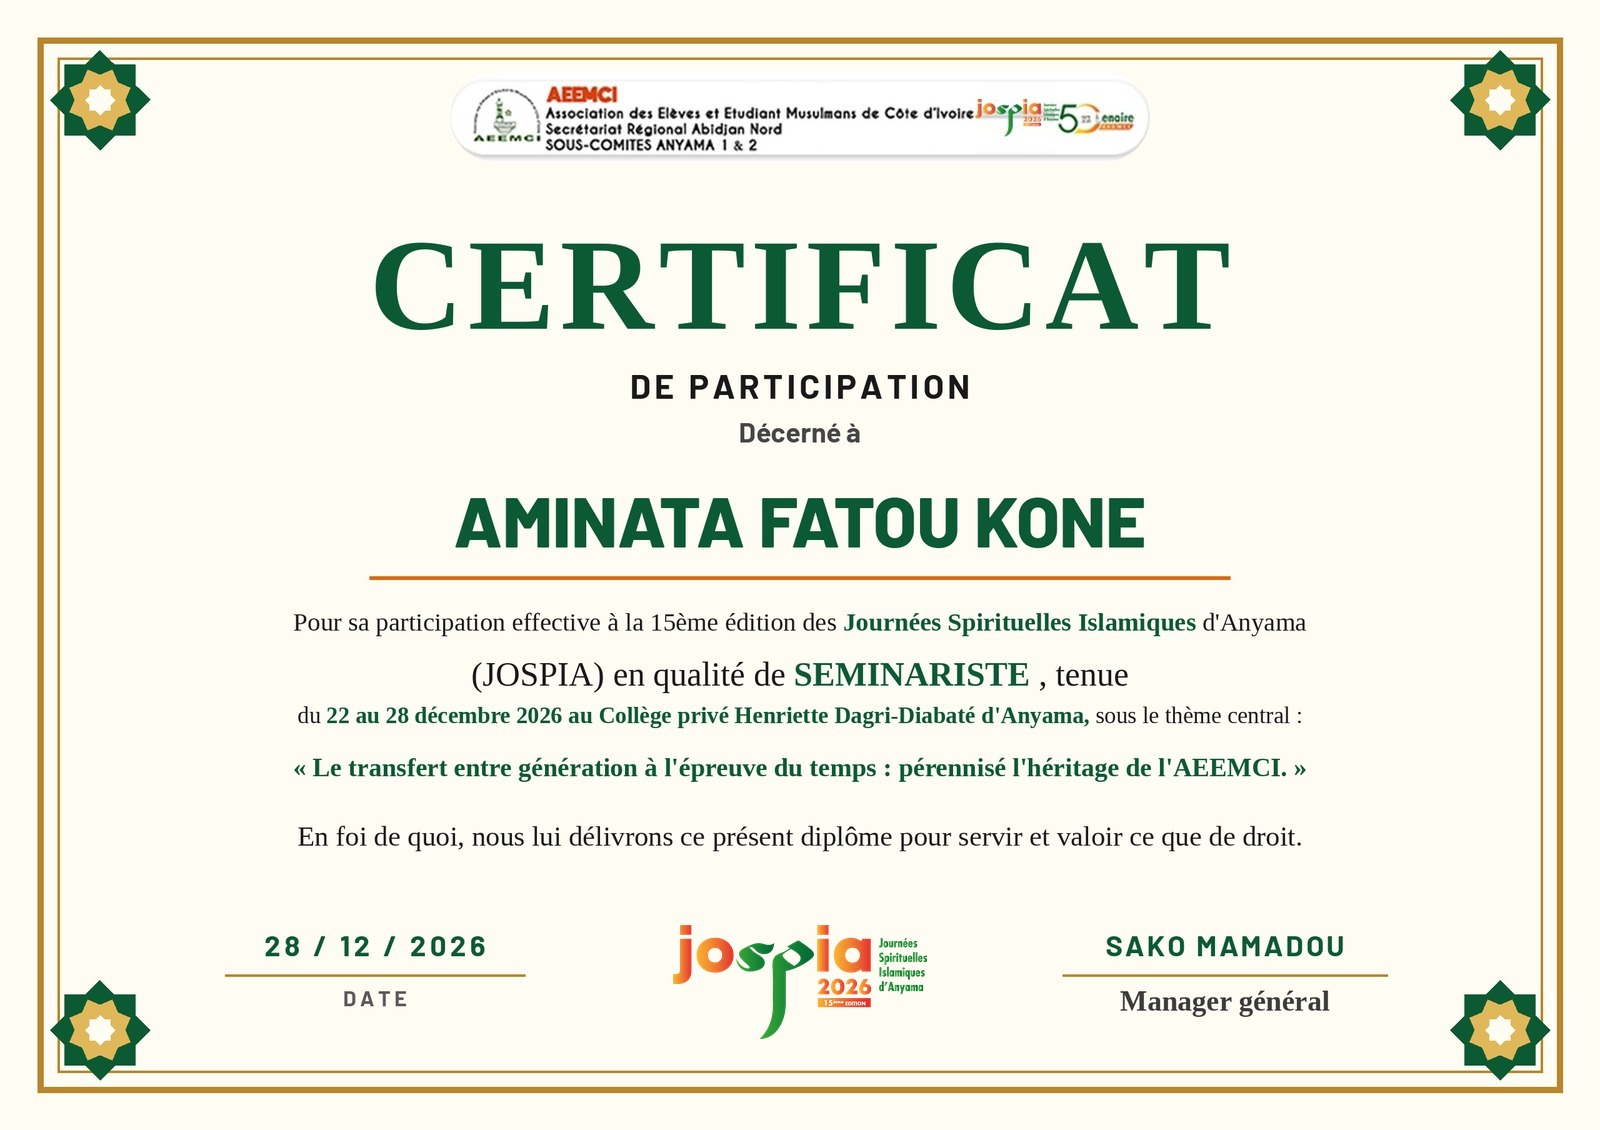 AEEMCI
Association des Elèves et Etudiant Musulmans de Côte d'Ivoire
Secrétariat Régional Abidjan Nord
SOUS-COMITES ANYAMA 1 & 2
AEEMCI
jospia
2026
50enaire
CERTIFICAT
DE PARTICIPATION
Décerné à
AMINATA FATOU KONE
Pour sa participation effective à la 15ème édition des Journées Spirituelles Islamiques d'Anyama
(JOSPIA) en qualité de SEMINARISTE , tenue
du 22 au 28 décembre 2026 au Collège privé Henriette Dagri-Diabaté d'Anyama, sous le thème central :
« Le transfert entre génération à l'épreuve du temps : pérennisé l'héritage de l'AEEMCI. »
En foi de quoi, nous lui délivrons ce présent diplôme pour servir et valoir ce que de droit.
28 / 12 / 2026
DATE
jospia
2026
15ème EDITION
Journées
Spirituelles
Islamiques
d'Anyama
SAKO MAMADOU
Manager général